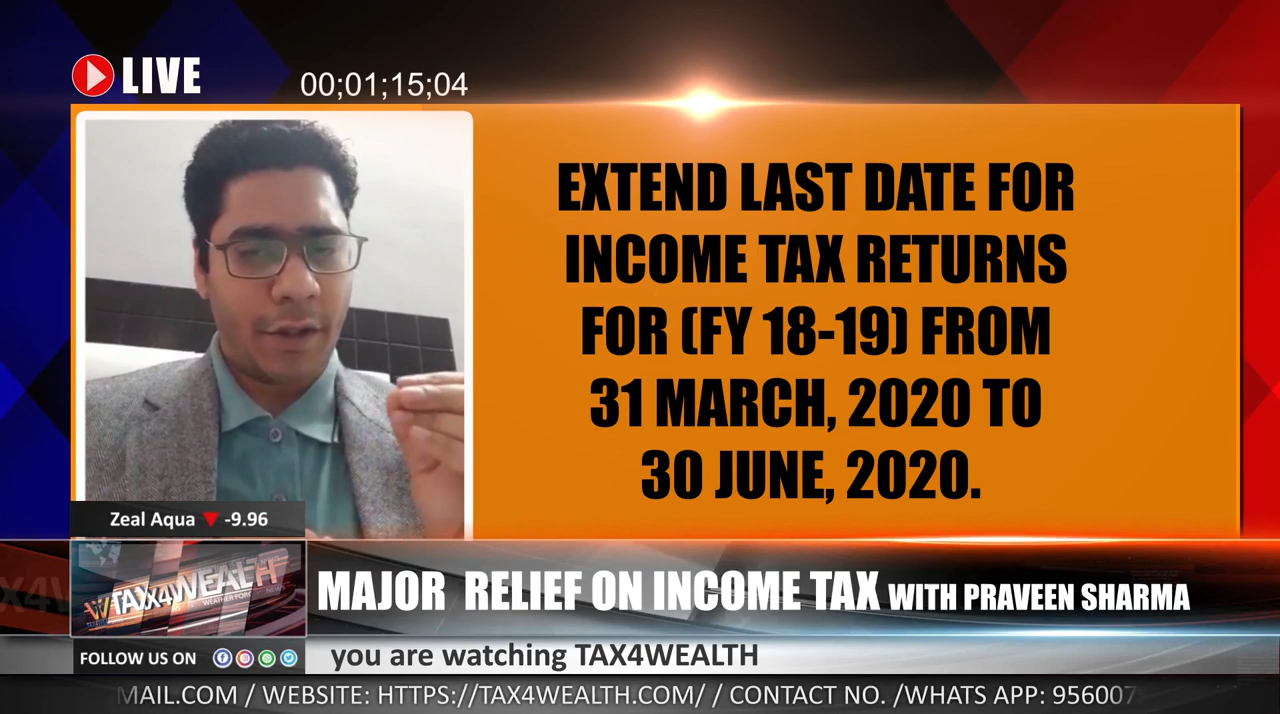 LIVE
00;01;15;04
EXTEND LAST DATE FOR
INCOME TAX RETURNS
FOR (FY 18-19) FROM
31 MARCH, 2020 TO
30 JUNE, 2020.
Zeal Aqua ▼ -9.96
TAX4WEALTH
MAJOR RELIEF ON INCOME TAX WITH PRAVEEN SHARMA
FOLLOW US ON
you are watching TAX4WEALTH
MAIL.COM / WEBSITE: HTTPS://TAX4WEALTH.COM/ / CONTACT NO. /WHATS APP: 956007